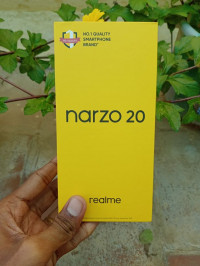 NO.1 QUALITY
SMARTPHONE
BRAND*
narzo 20
realme